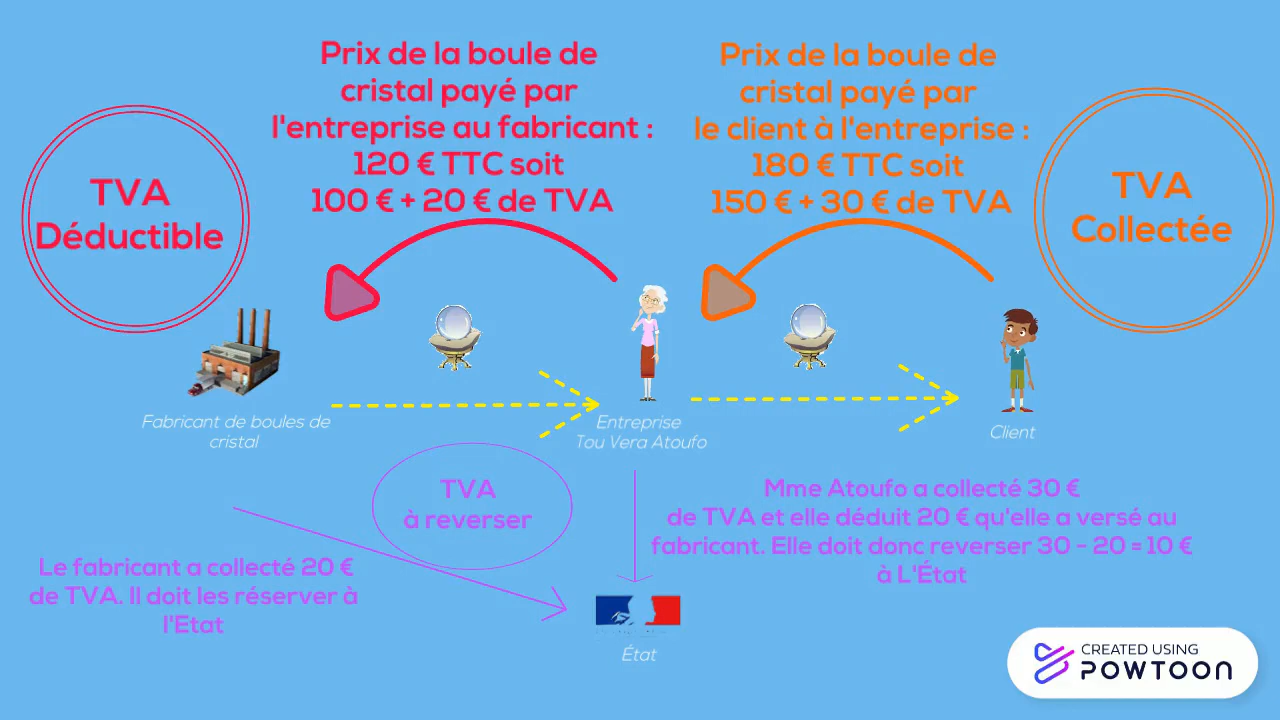 Prix de la boule de
cristal payé par
l'entreprise au fabricant :
120 € TTC soit
100 € + 20 € de TVA
Prix de la boule de
cristal payé par
le client à l'entreprise :
180 € TTC soit
150 € + 30 € de TVA
TVA
Déductible
TVA
Collectée
Fabricant de boules de
cristal
Entreprise
Tou Vera Atoufo
Client
TVA
à reverser
Mme Atoufo a collecté 30 €
de TVA et elle déduit 20 € qu'elle a versé au
fabricant. Elle doit donc reverser 30 - 20 = 10 €
à L'État
Le fabricant a collecté 20 €
de TVA. Il doit les réserver à
l'Etat
État
CREATED USING
POWTOON